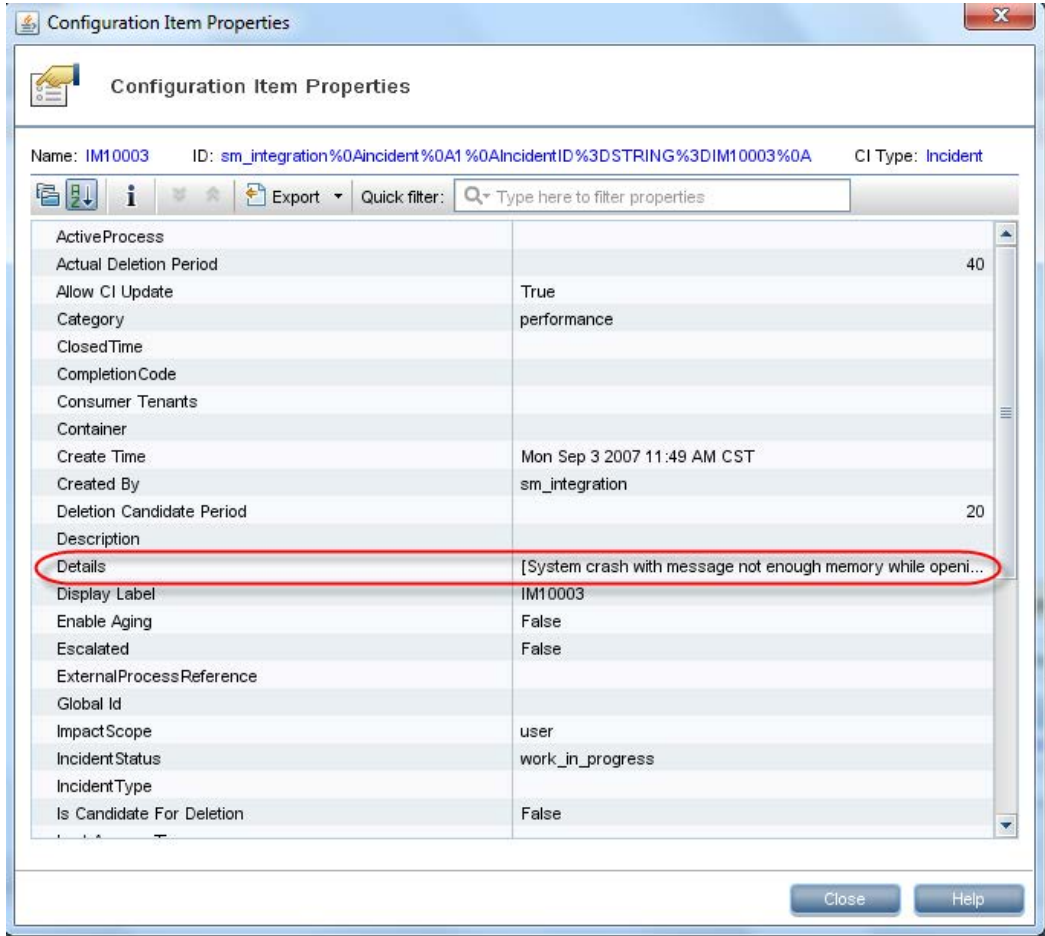 Configuration Item Properties
Configuration Item Properties
Name: IM10003 ID: sm_integration%0Aincident%0A1%0AIncidentID%3DSTRING%3DIM10003%0A CI Type: Incident
Export Quick filter: Type here to filter properties
ActiveProcess
Actual Deletion Period 40
Allow CI Update True
Category performance
ClosedTime
CompletionCode
Consumer Tenants
Container
Create Time Mon Sep 3 2007 11:49 AM CST
Created By sm_integration
Deletion Candidate Period 20
Description
Details [System crash with message not enough memory while openi...
Display Label IM10003
Enable Aging False
Escalated False
ExternalProcessReference
Global Id
ImpactScope user
IncidentStatus work_in_progress
IncidentType
Is Candidate For Deletion False
Close Help